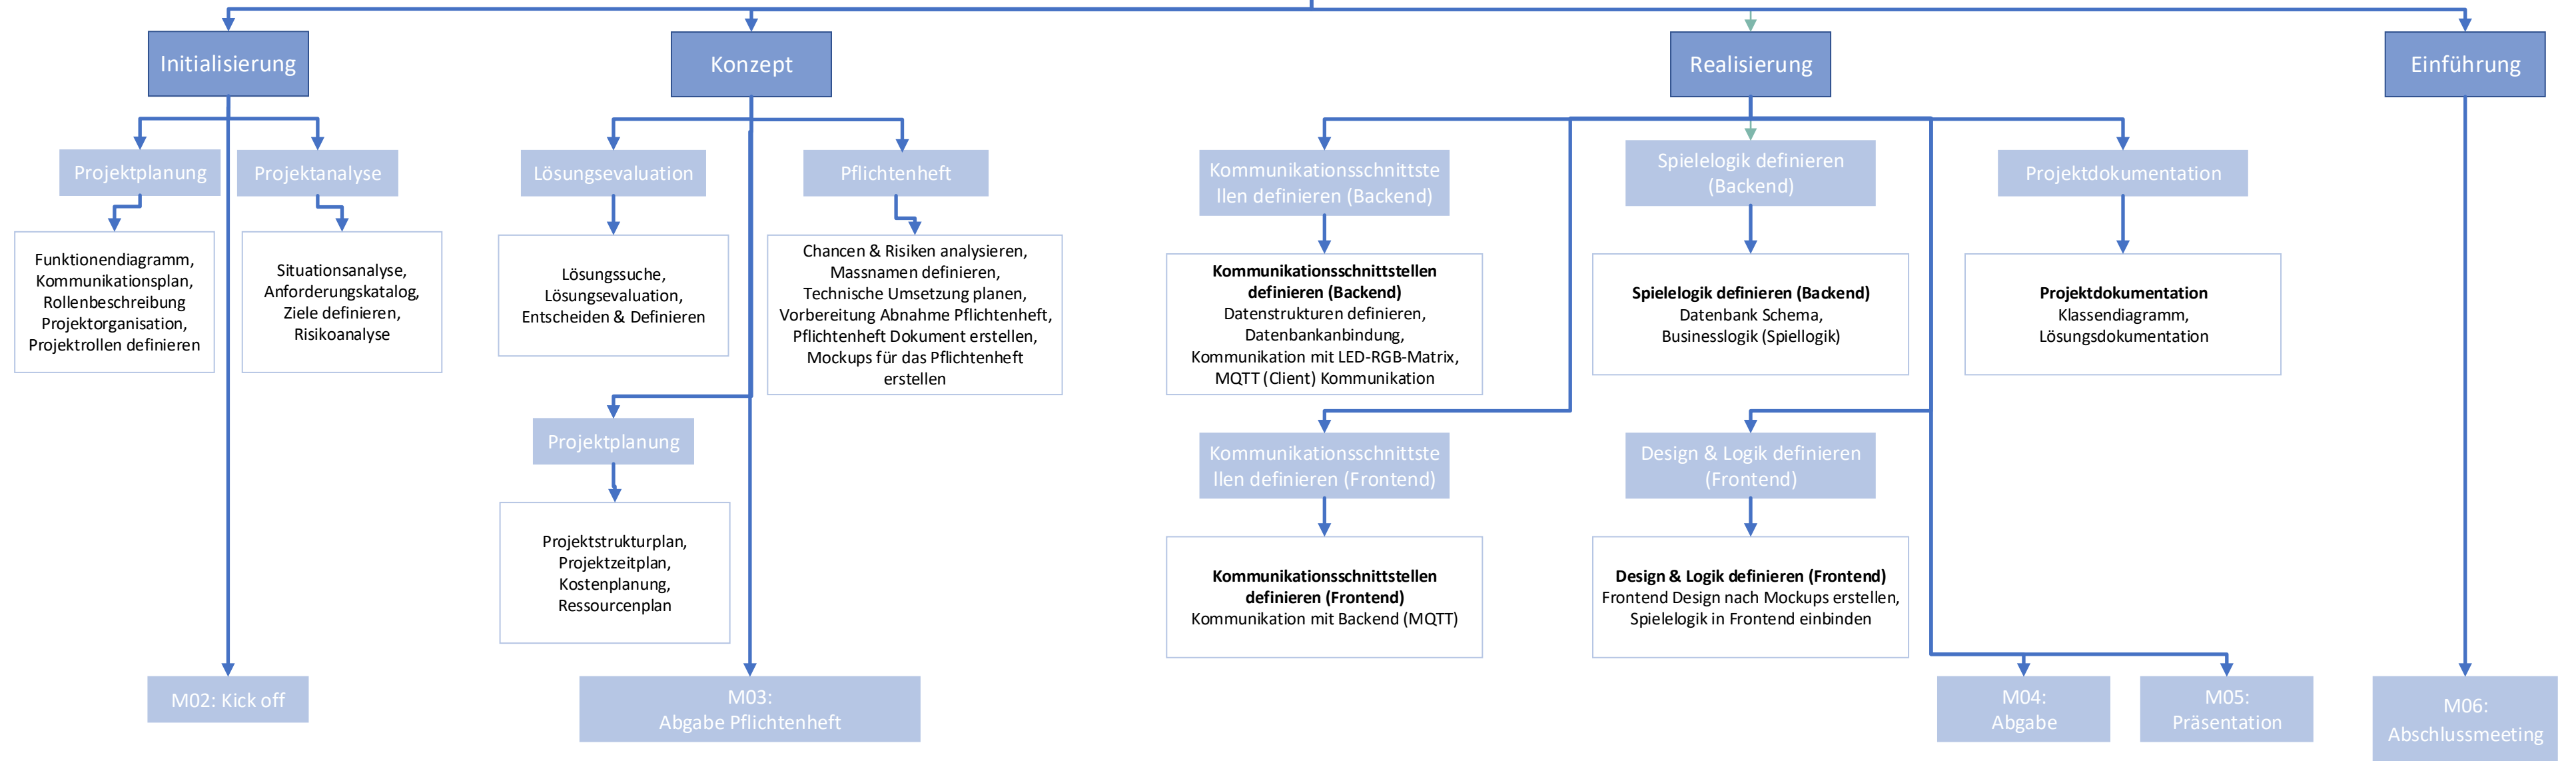 Initialisierung
Konzept
Realisierung
Einführung
Projektplanung
Projektanalyse
Lösungsevaluation
Pflichtenheft
Kommunikationsschnittste
llen definieren (Backend)
Spielelogik definieren
(Backend)
Projektdokumentation
Funktionendiagramm,
Kommunikationsplan,
Rollenbeschreibung
Projektorganisation,
Projektrollen definieren
Situationsanalyse,
Anforderungskatalog,
Ziele definieren,
Risikoanalyse
Lösungssuche,
Lösungsevaluation,
Entscheiden & Definieren
Chancen & Risiken analysieren,
Massnamen definieren,
Technische Umsetzung planen,
Vorbereitung Abnahme Pflichtenheft,
Pflichtenheft Dokument erstellen,
Mockups für das Pflichtenheft
erstellen
Kommunikationsschnittstellen
definieren (Backend)
Datenstrukturen definieren,
Datenbankanbindung,
Kommunikation mit LED-RGB-Matrix,
MQTT (Client) Kommunikation
Spielelogik definieren (Backend)
Datenbank Schema,
Businesslogik (Spiellogik)
Projektdokumentation
Klassendiagramm,
Lösungsdokumentation
Projektplanung
Kommunikationsschnittste
llen definieren (Frontend)
Design & Logik definieren
(Frontend)
Projektstrukturplan,
Projektzeitplan,
Kostenplanung,
Ressourcenplan
Kommunikationsschnittstellen
definieren (Frontend)
Kommunikation mit Backend (MQTT)
Design & Logik definieren (Frontend)
Frontend Design nach Mockups erstellen,
Spielelogik in Frontend einbinden
M02: Kick off
M03:
Abgabe Pflichtenheft
M04:
Abgabe
M05:
Präsentation
M06:
Abschlussmeeting